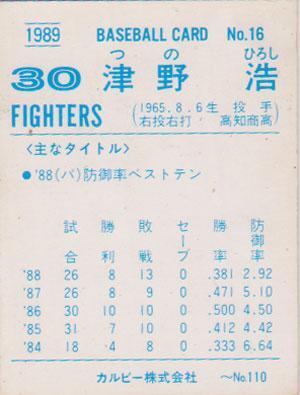 1989 BASEBALL CARD No.16
つ の ひろし
30 津 野 浩
FIGHTERS (1965.8.6生 投 手
右投右打 高知商高)
<主なタイトル>
●'88(パ)防御率ベストテン
試合 勝利 敗戦 セーブ 勝率 防御率
'88 26 8 13 0 .381 2.92
'87 26 8 9 0 .471 5.10
'86 30 10 10 0 .500 4.50
'85 31 7 10 0 .412 4.42
'84 18 4 8 0 .333 6.64
カルビー株式会社 〜No.110